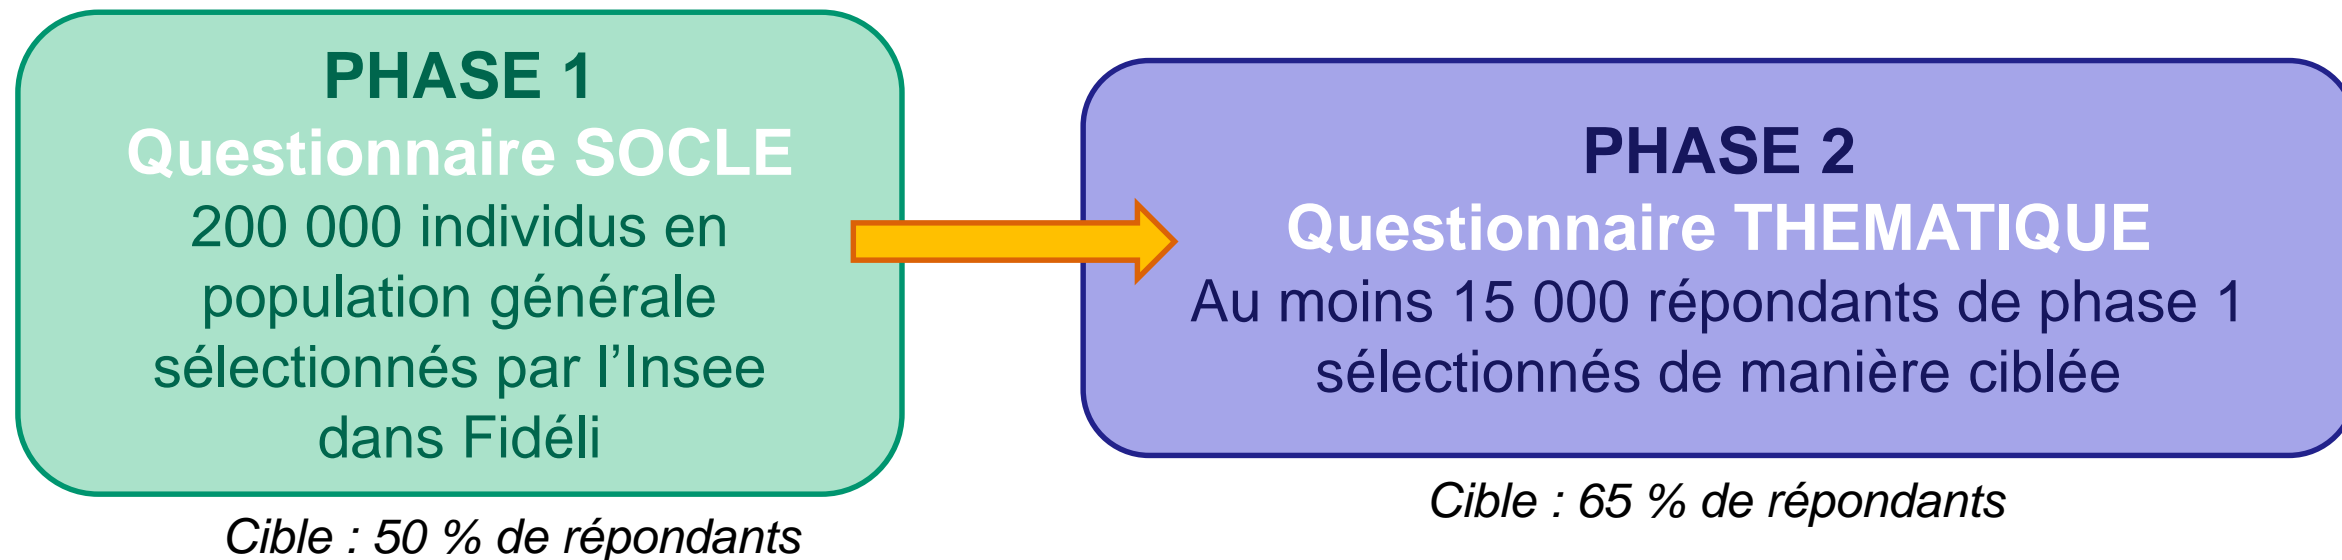 PHASE 1
Questionnaire SOCLE
200 000 individus en
population générale
sélectionnés par l’Insee
dans Fidéli
Cible : 50 % de répondants
PHASE 2
Questionnaire THEMATIQUE
Au moins 15 000 répondants de phase 1
sélectionnés de manière ciblée
Cible : 65 % de répondants